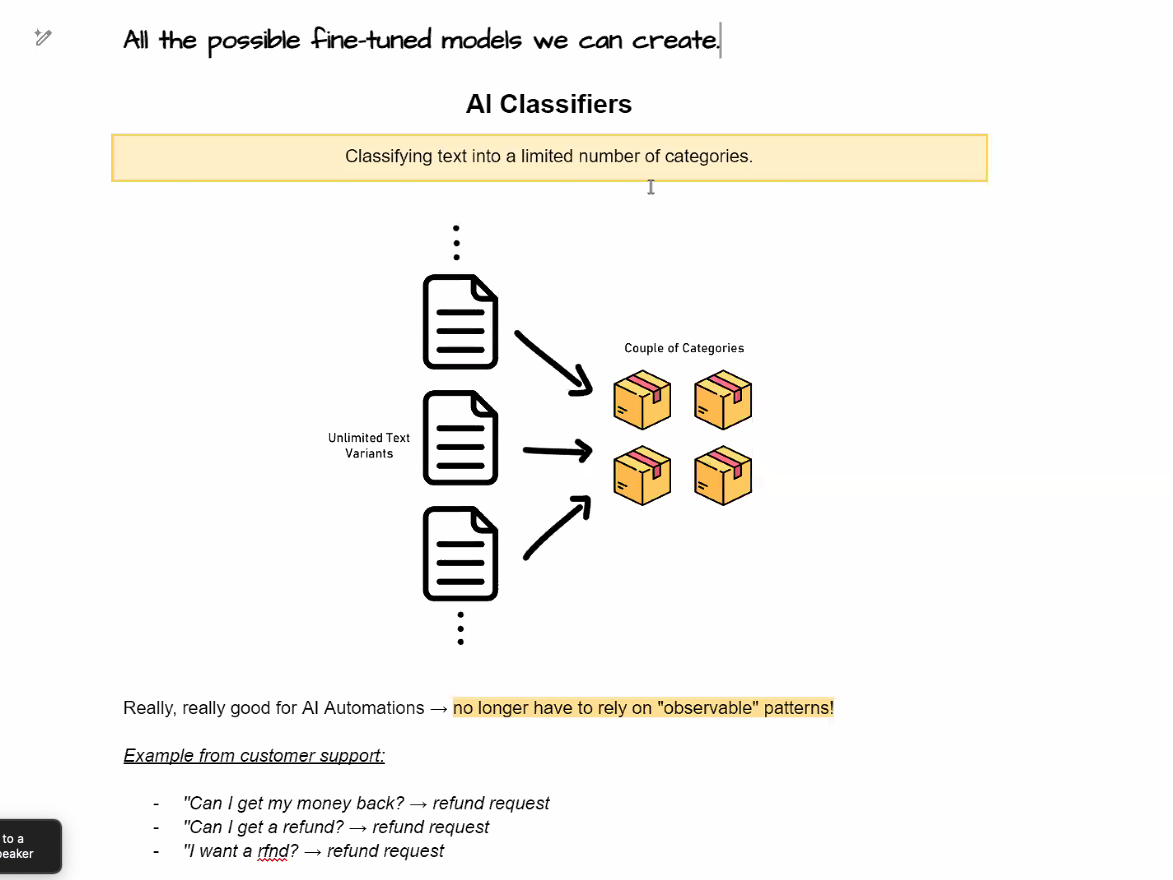 All the possible fine-tuned models we can create.
AI Classifiers
Classifying text into a limited number of categories.
Couple of Categories
Unlimited Text
Variants
Really, really good for AI Automations → no longer have to rely on "observable" patterns!
Example from customer support:
- "Can I get my money back? → refund request
- "Can I get a refund? → refund request
- "I want a rfnd? → refund request
to a